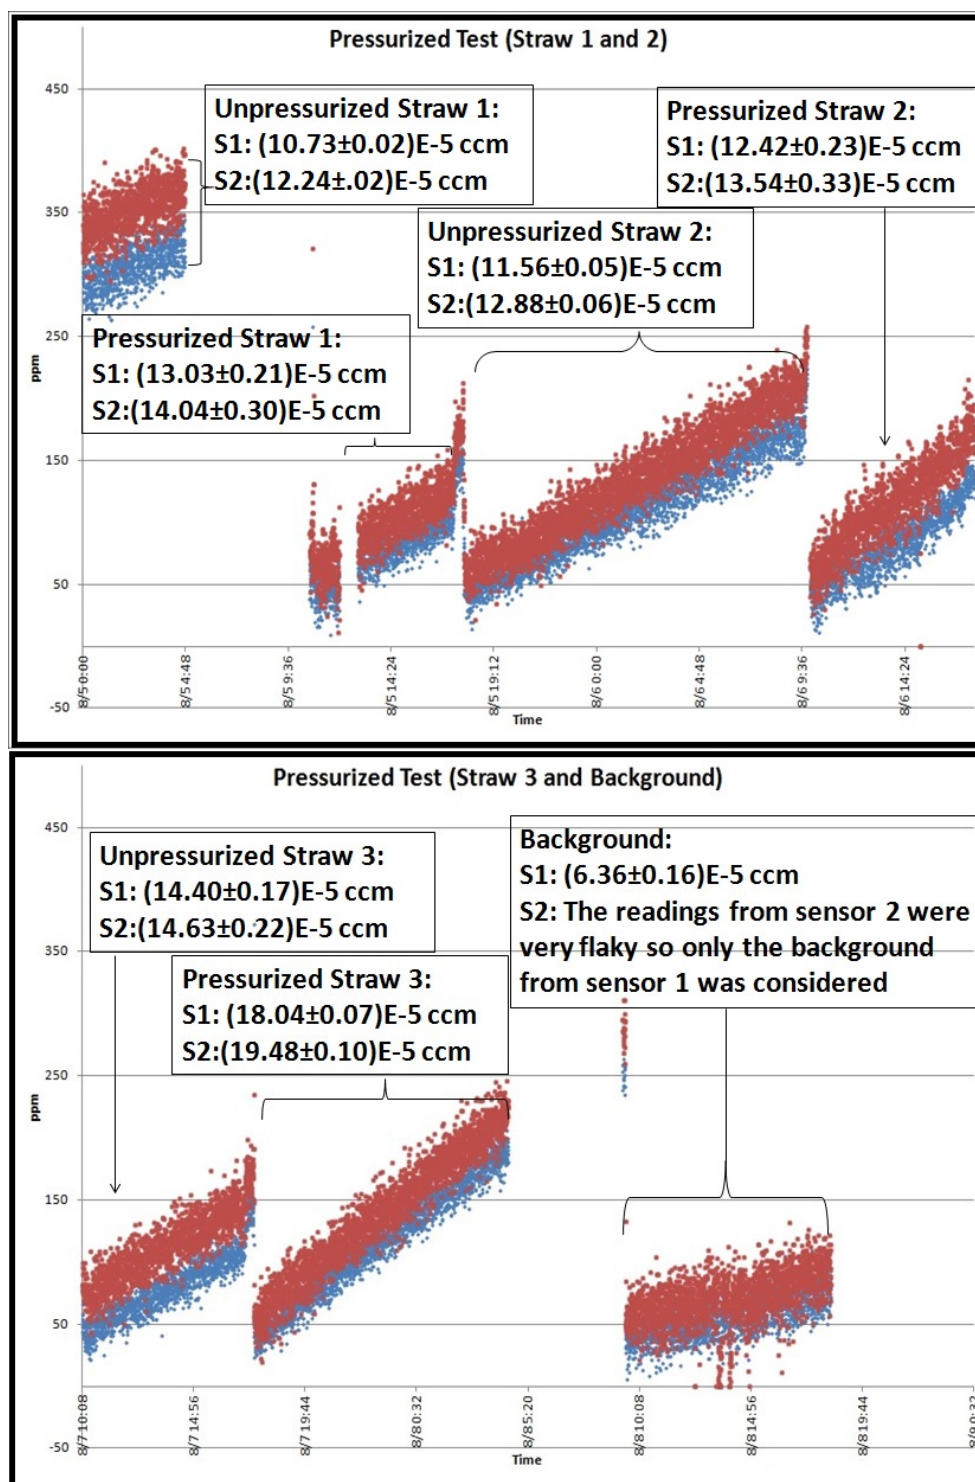 Pressurized Test (Straw 1 and 2)
450
350
250
150
50
-50
ppm
Unpressurized Straw 1:
S1: (10.73±0.02)E-5 ccm
S2:(12.24±.02)E-5 ccm
Pressurized Straw 2:
S1: (12.42±0.23)E-5 ccm
S2:(13.54±0.33)E-5 ccm
Unpressurized Straw 2:
S1: (11.56±0.05)E-5 ccm
S2:(12.88±0.06)E-5 ccm
Pressurized Straw 1:
S1: (13.03±0.21)E-5 ccm
S2:(14.04±0.30)E-5 ccm
8/5 0:00
8/5 4:48
8/5 9:36
8/5 14:24
8/5 19:12
8/6 0:00
8/6 4:48
8/6 9:36
8/6 14:24
Time
Pressurized Test (Straw 3 and Background)
450
350
250
150
50
-50
ppm
Unpressurized Straw 3:
S1: (14.40±0.17)E-5 ccm
S2:(14.63±0.22)E-5 ccm
Background:
S1: (6.36±0.16)E-5 ccm
S2: The readings from sensor 2 were
very flaky so only the background
from sensor 1 was considered
Pressurized Straw 3:
S1: (18.04±0.07)E-5 ccm
S2:(19.48±0.10)E-5 ccm
8/7 10:08
8/7 14:56
8/7 19:44
8/8 0:32
8/8 5:20
8/8 10:08
8/8 14:56
8/8 19:44
8/9 0:32
Time